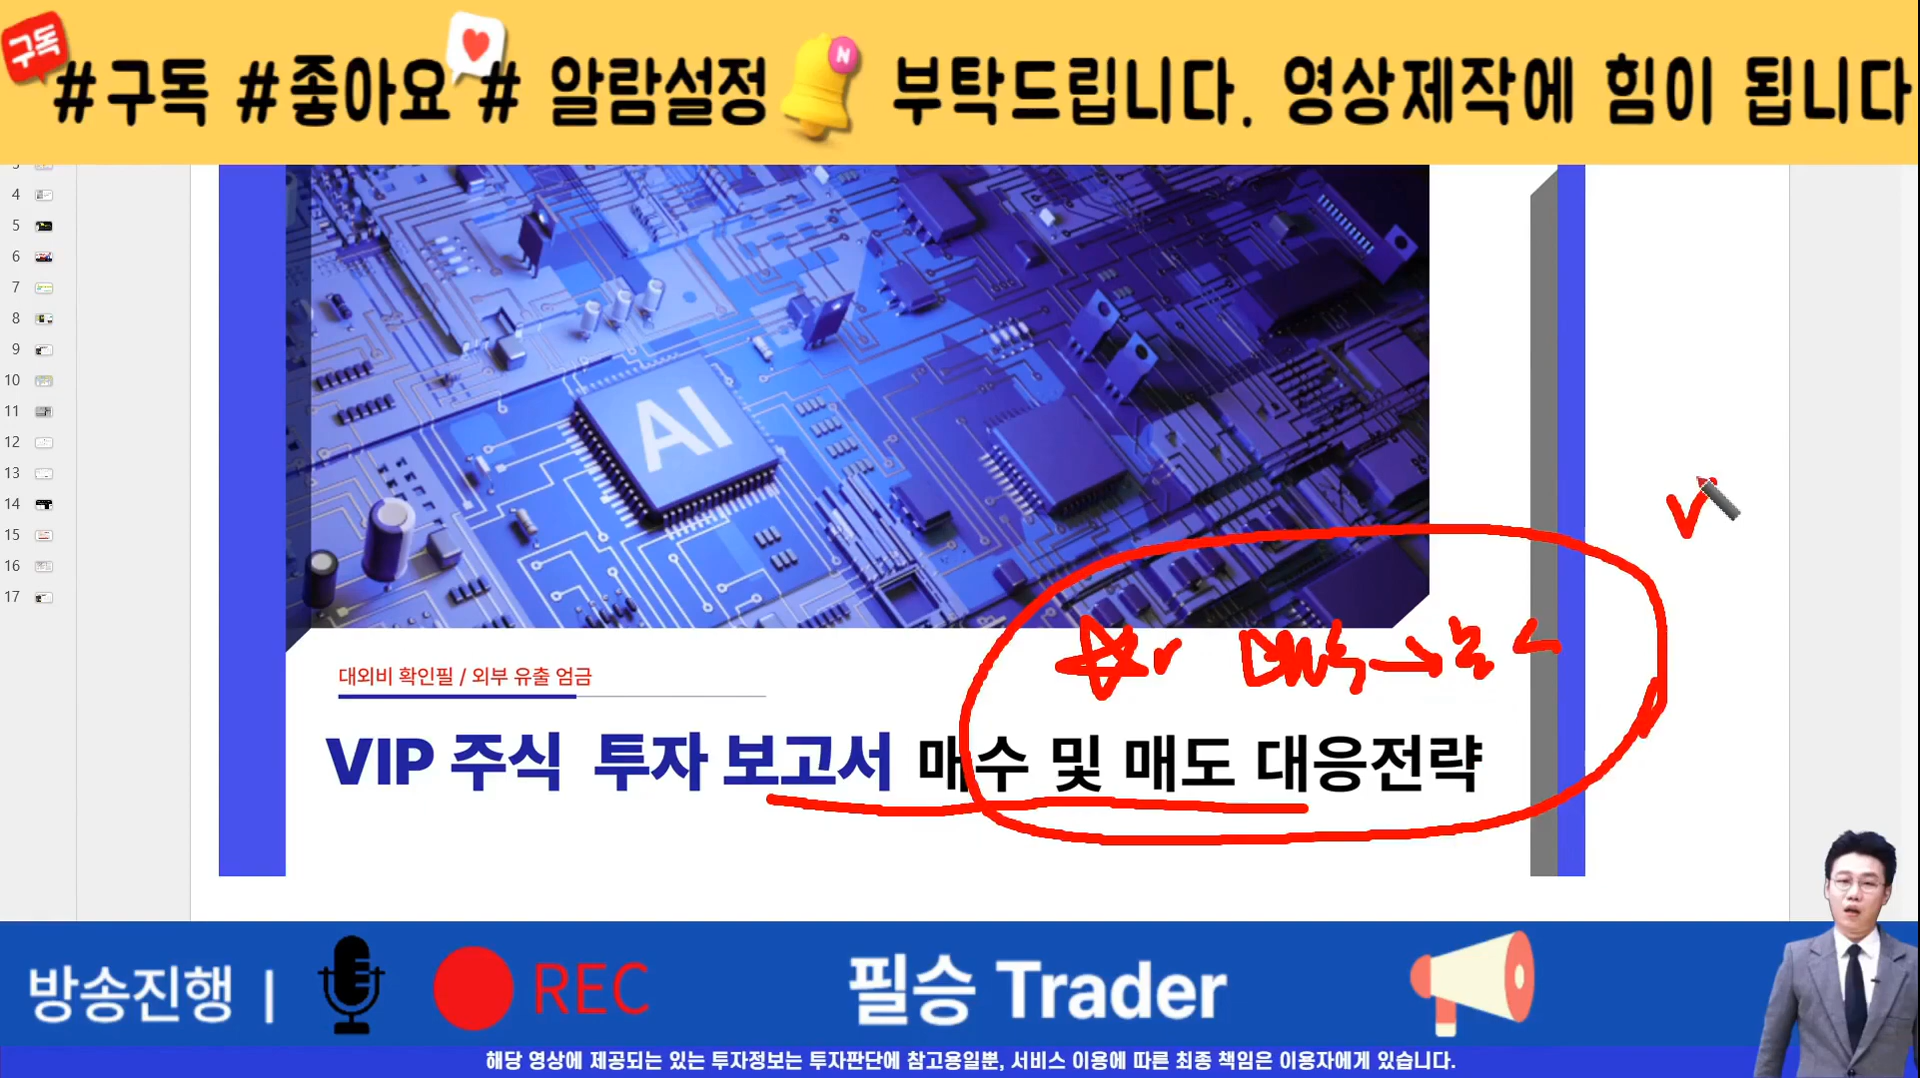 구독
#구독 #좋아요 # 알람설정 N 부탁드립니다. 영상제작에 힘이 됩니다
4
5
6
7
8
9
10
11
12
13
14
15
16
17
AI
대외비 확인필 / 외부 유출 엄금
VIP 주식 투자 보고서 매수 및 매도 대응전략
방송진행 | REC 필승 Trader
해당 영상에 제공되는 있는 투자정보는 투자판단에 참고용일뿐, 서비스 이용에 따른 최종 책임은 이용자에게 있습니다.